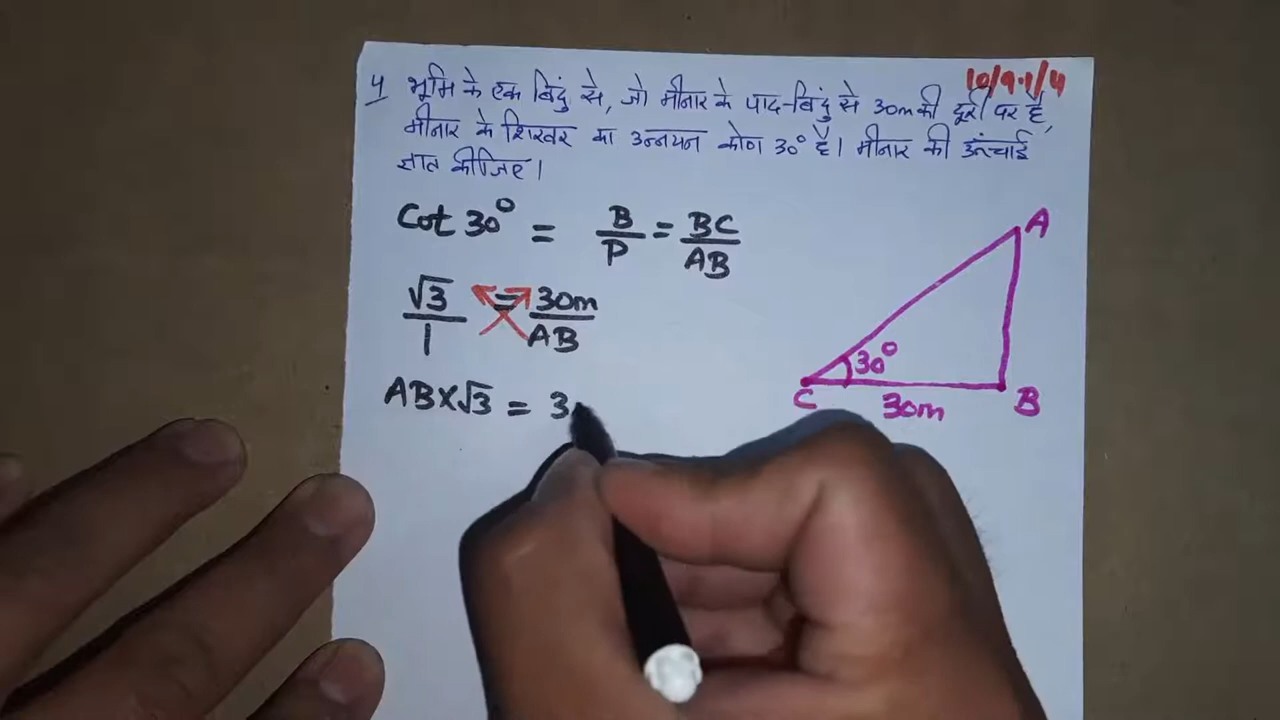 10/9.1/4
4 भूमि के एक बिंदु से, जो मीनार के पाद-बिंदु से 30m की दूरी पर है,
मीनार के शिखर का उन्नयन कोण 30° है। मीनार की ऊंचाई
ज्ञात कीजिए।
Cot 30° = B/P = BC/AB
√3/1 = 30m/AB
AB×√3 = 3
A
30°
C
30m
B